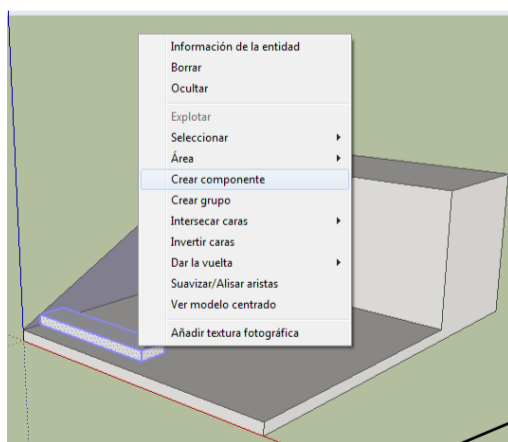 Información de la entidad
Borrar
Ocultar
Explotar
Seleccionar
Área
Crear componente
Crear grupo
Intersecar caras
Invertir caras
Dar la vuelta
Suavizar/Alisar aristas
Ver modelo centrado
Añadir textura fotográfica